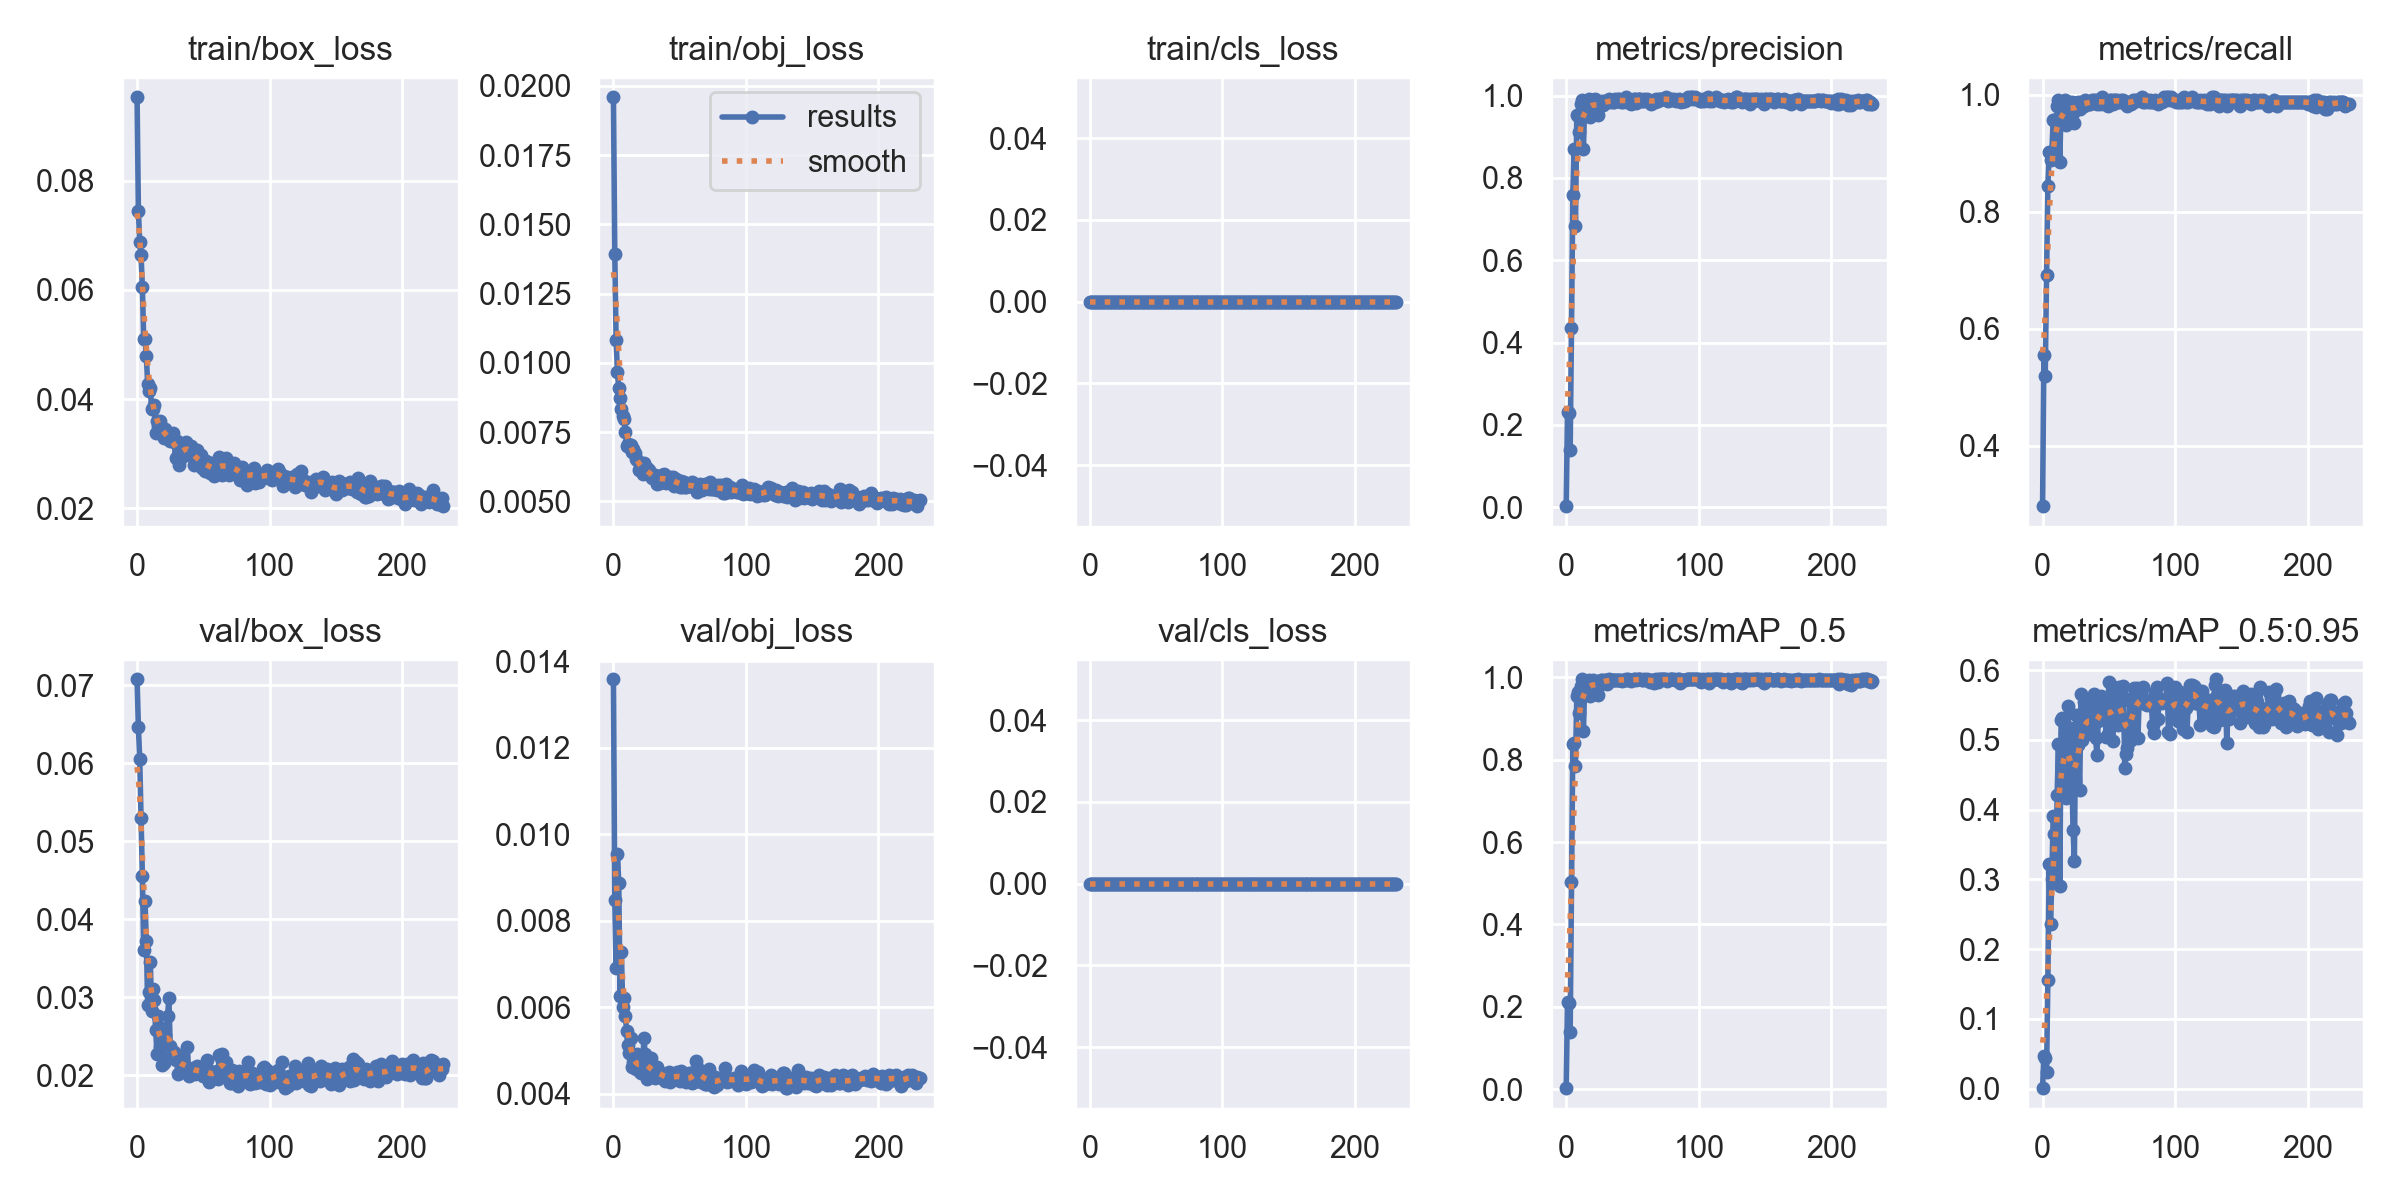 train/box_loss
0.08
0.06
0.04
0.02
0 100 200
train/obj_loss
results
smooth
0.0200
0.0175
0.0150
0.0125
0.0100
0.0075
0.0050
0 100 200
train/cls_loss
0.04
0.02
0.00
−0.02
−0.04
0 100 200
metrics/precision
1.0
0.8
0.6
0.4
0.2
0.0
0 100 200
metrics/recall
1.0
0.8
0.6
0.4
0 100 200
val/box_loss
0.07
0.06
0.05
0.04
0.03
0.02
0 100 200
val/obj_loss
0.014
0.012
0.010
0.008
0.006
0.004
0 100 200
val/cls_loss
0.04
0.02
0.00
−0.02
−0.04
0 100 200
metrics/mAP_0.5
1.0
0.8
0.6
0.4
0.2
0.0
0 100 200
metrics/mAP_0.5:0.95
0.6
0.5
0.4
0.3
0.2
0.1
0.0
0 100 200